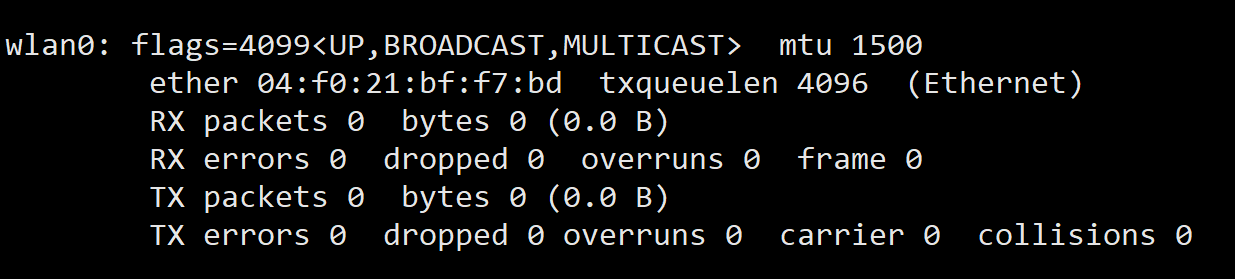 wlan0: flags=4099<UP,BROADCAST,MULTICAST>  mtu 1500
        ether 04:f0:21:bf:f7:bd  txqueuelen 4096  (Ethernet)
        RX packets 0  bytes 0 (0.0 B)
        RX errors 0  dropped 0  overruns 0  frame 0
        TX packets 0  bytes 0 (0.0 B)
        TX errors 0  dropped 0 overruns 0  carrier 0  collisions 0